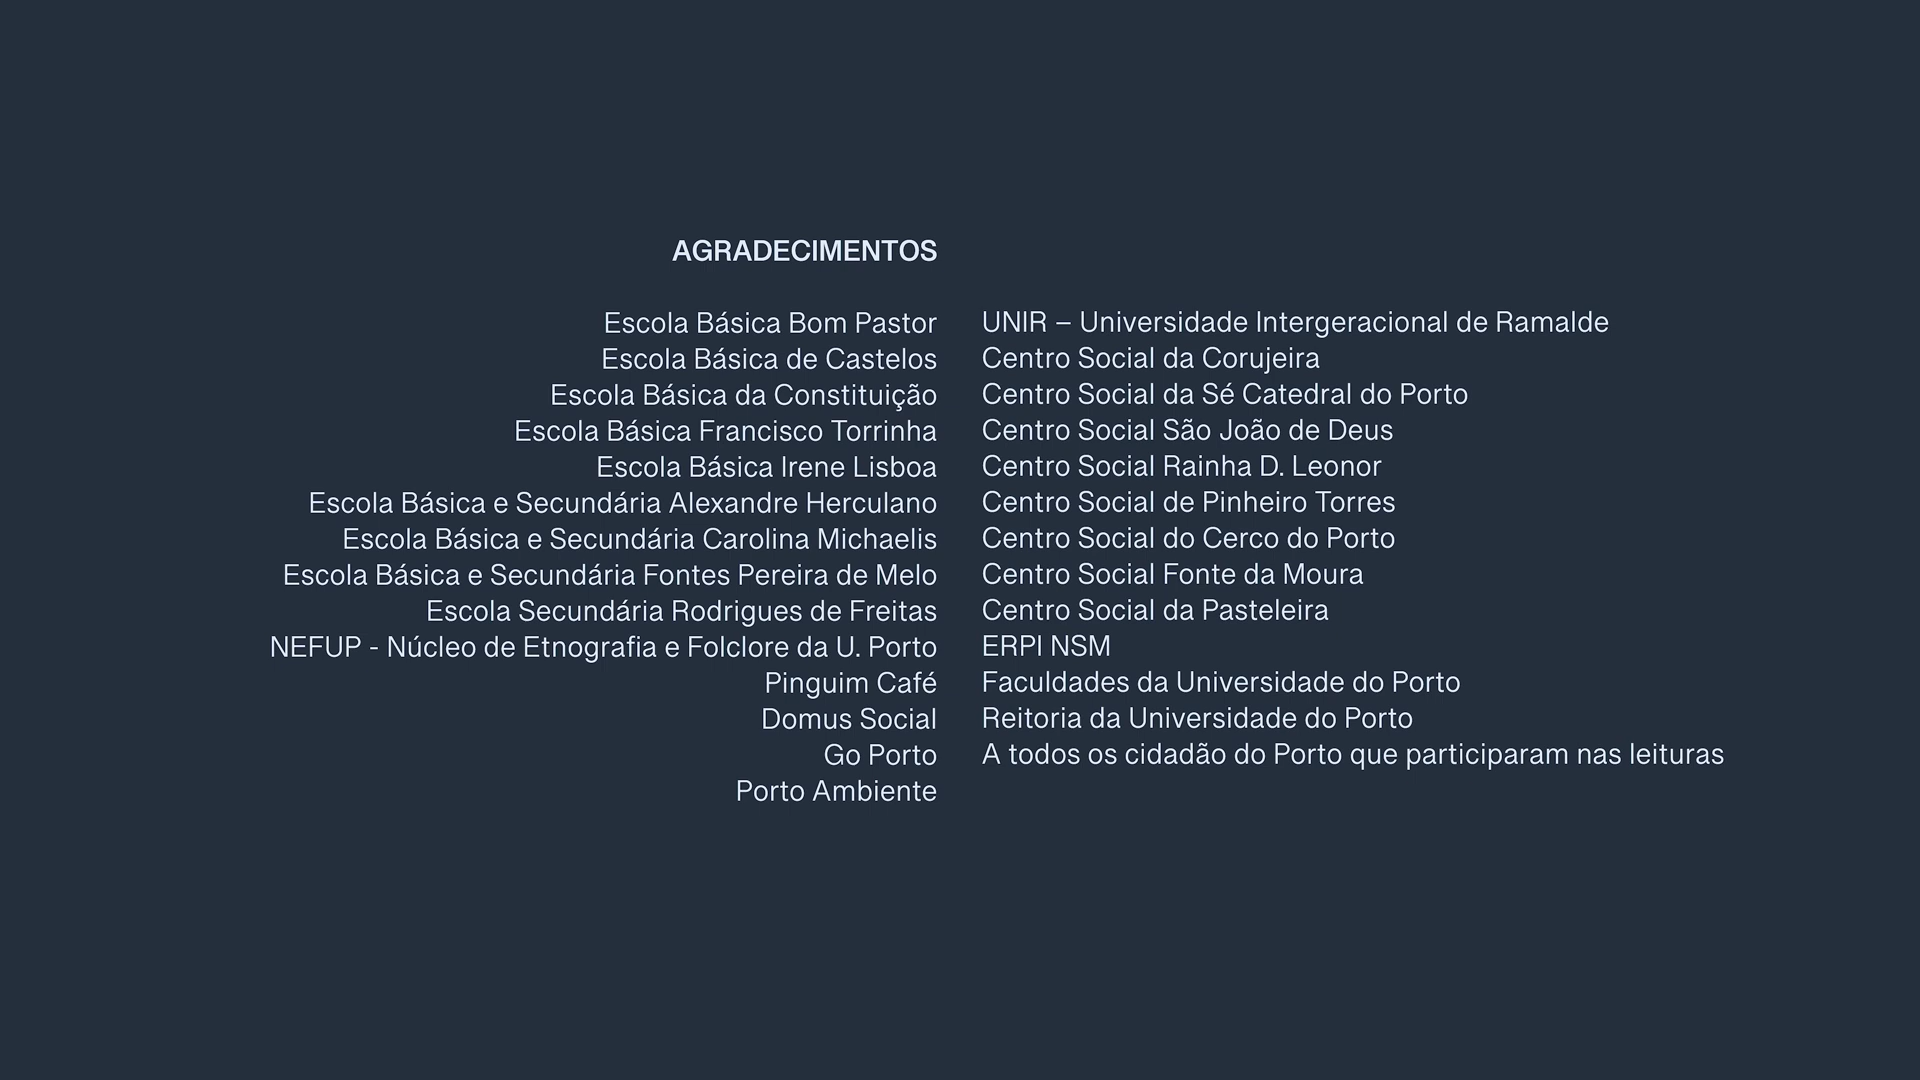 AGRADECIMENTOS
Escola Básica Bom Pastor
Escola Básica de Castelos
Escola Básica da Constituição
Escola Básica Francisco Torrinha
Escola Básica Irene Lisboa
Escola Básica e Secundária Alexandre Herculano
Escola Básica e Secundária Carolina Michaelis
Escola Básica e Secundária Fontes Pereira de Melo
Escola Secundária Rodrigues de Freitas
NEFUP - Núcleo de Etnografia e Folclore da U. Porto
Pinguim Café
Domus Social
Go Porto
Porto Ambiente
UNIR – Universidade Intergeracional de Ramalde
Centro Social da Corujeira
Centro Social da Sé Catedral do Porto
Centro Social São João de Deus
Centro Social Rainha D. Leonor
Centro Social de Pinheiro Torres
Centro Social do Cerco do Porto
Centro Social Fonte da Moura
Centro Social da Pasteleira
ERPI NSM
Faculdades da Universidade do Porto
Reitoria da Universidade do Porto
A todos os cidadão do Porto que participaram nas leituras